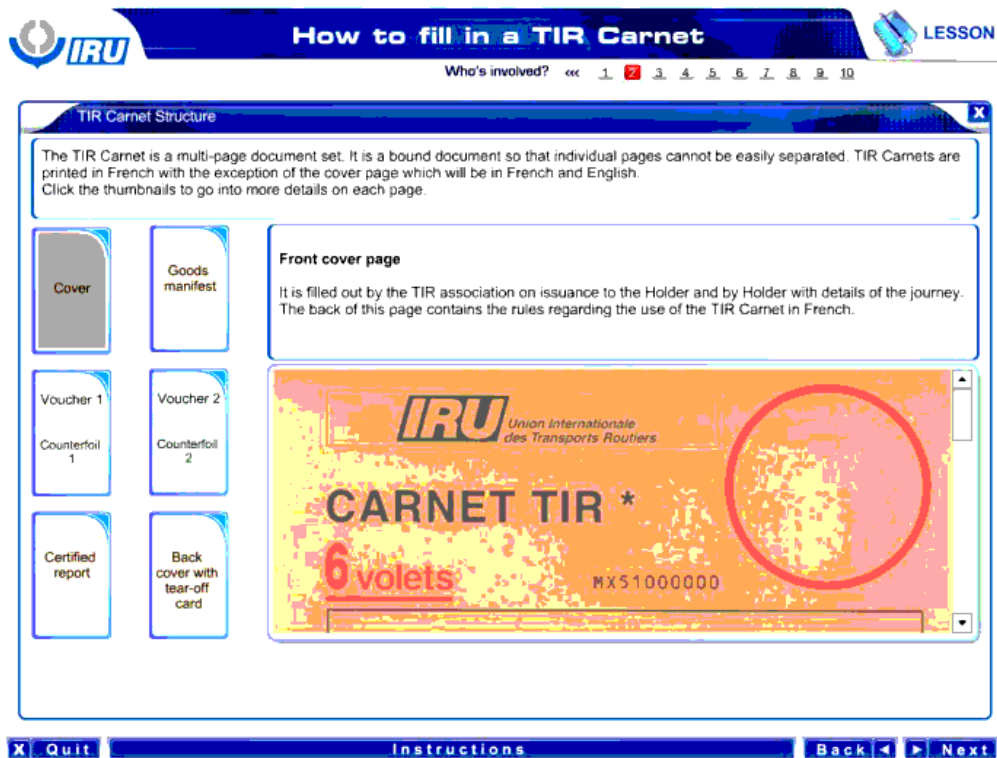 IRU
How to fill in a TIR Carnet
LESSON
Who's involved? ‹‹‹ 1 2 3 4 5 6 7 8 9 10
TIR Carnet Structure
X
The TIR Carnet is a multi-page document set. It is a bound document so that individual pages cannot be easily separated. TIR Carnets are
printed in French with the exception of the cover page which will be in French and English.
Click the thumbnails to go into more details on each page.
Cover
Goods
manifest
Voucher 1
Counterfoil
1
Voucher 2
Counterfoil
2
Certified
report
Back
cover with
tear-off
card
Front cover page
It is filled out by the TIR association on issuance to the Holder and by Holder with details of the journey.
The back of this page contains the rules regarding the use of the TIR Carnet in French.
IRU Union Internationale
des Transports Routiers
CARNET TIR *
6 volets
MX51000000
X Quit Instructions Back Next